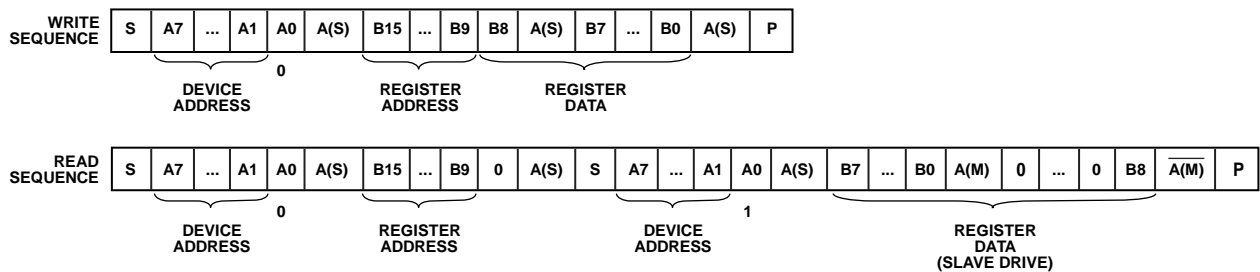 WRITE
SEQUENCE
S A7 ... A1 A0 A(S) B15 ... B9 B8 A(S) B7 ... B0 A(S) P
0
DEVICE
ADDRESS
REGISTER
ADDRESS
REGISTER
DATA
READ
SEQUENCE
S A7 ... A1 A0 A(S) B15 ... B9 0 A(S) S A7 ... A1 A0 A(S) B7 ... B0 A(M) 0 ... 0 B8 A(M) P
0 1
DEVICE
ADDRESS
REGISTER
ADDRESS
DEVICE
ADDRESS
REGISTER
DATA
(SLAVE DRIVE)